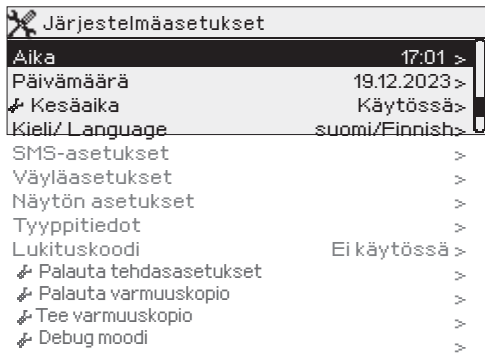 Järjestelmäasetukset
Aika 17:01 >
Päivämäärä 19.12.2023>
Kesäaika Käytössä>
Kieli/ Language suomi/Finnish>
SMS-asetukset >
Väyläasetukset >
Näytön asetukset >
Tyyppitiedot >
Lukituskoodi Ei käytössä >
Palauta tehdasasetukset >
Palauta varmuuskopio >
Tee varmuuskopio >
Debug moodi >